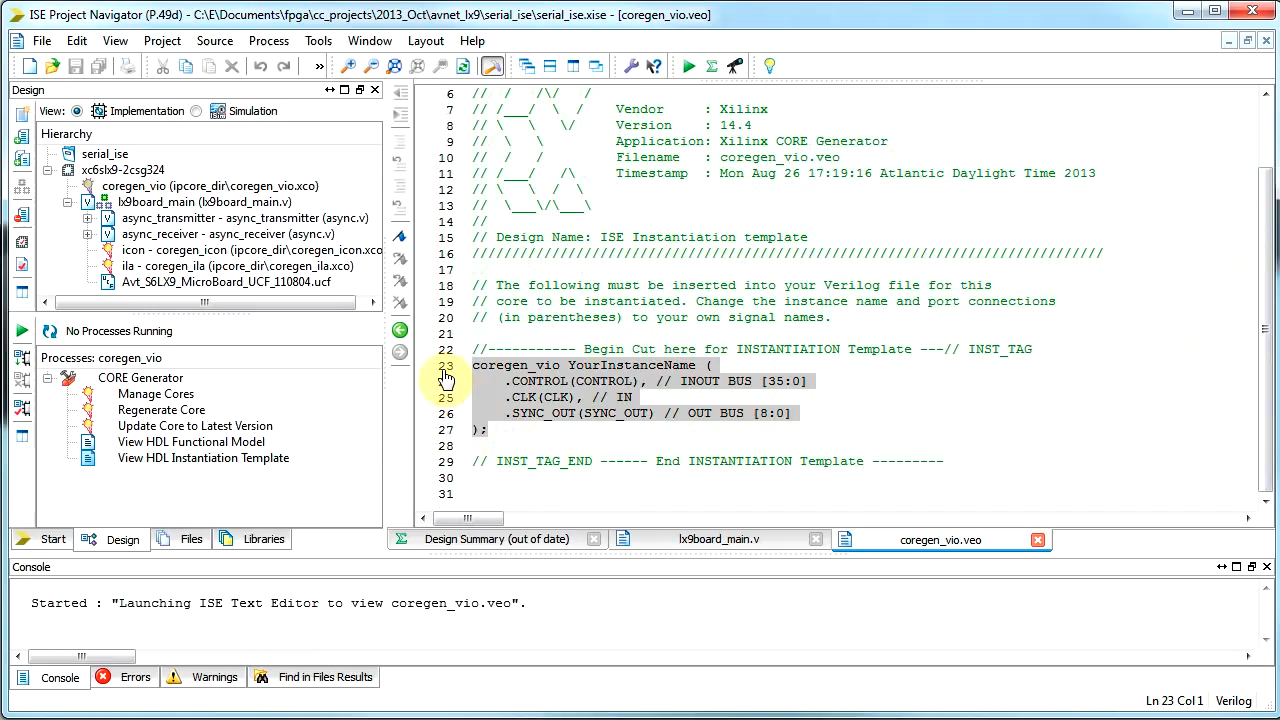 ISE Project Navigator (P.49d) - C:\E\Documents\fpga\cc_projects\2013_Oct\avnet_lx9\serial_ise\serial_ise.xise - [coregen_vio.veo]
File Edit View Project Source Process Tools Window Layout Help
»
Design
View: Implementation Simulation
Hierarchy
serial_ise
xc6slx9-2csg324
coregen_vio (ipcore_dir\coregen_vio.xco)
lx9board_main (lx9board_main.v)
async_transmitter - async_transmitter (async.v)
async_receiver - async_receiver (async.v)
icon - coregen_icon (ipcore_dir\coregen_icon.xco
ila - coregen_ila (ipcore_dir\coregen_ila.xco)
Avt_S6LX9_MicroBoard_UCF_110804.ucf
No Processes Running
Processes: coregen_vio
CORE Generator
Manage Cores
Regenerate Core
Update Core to Latest Version
View HDL Functional Model
View HDL Instantiation Template
Start Design Files Libraries
6 // /   /\/   /
7 // /___/  \  /    Vendor      : Xilinx
8 // \   \   \/     Version     : 14.4
9 //  \   \         Application: Xilinx CORE Generator
10 //  /   /         Filename    : coregen_vio.veo
11 // /___/   /\     Timestamp   : Mon Aug 26 17:19:16 Atlantic Daylight Time 2013
12 // \   \  /  \
13 //  \___\/\___\
14 //
15 // Design Name: ISE Instantiation template
16 ///////////////////////////////////////////////////////////////////////////////
17
18 // The following must be inserted into your Verilog file for this
19 // core to be instantiated. Change the instance name and port connections
20 // (in parentheses) to your own signal names.
21
22 //----------- Begin Cut here for INSTANTIATION Template ---// INST_TAG
23 coregen_vio YourInstanceName (
.CONTROL(CONTROL), // INOUT BUS [35:0]
25 .CLK(CLK), // IN
26 .SYNC_OUT(SYNC_OUT) // OUT BUS [8:0]
27 );
28
29 // INST_TAG_END ------ End INSTANTIATION Template ---------
30
31
Design Summary (out of date) lx9board_main.v coregen_vio.veo
Console
Started : "Launching ISE Text Editor to view coregen_vio.veo".
Console Errors Warnings Find in Files Results
Ln 23 Col 1 Verilog